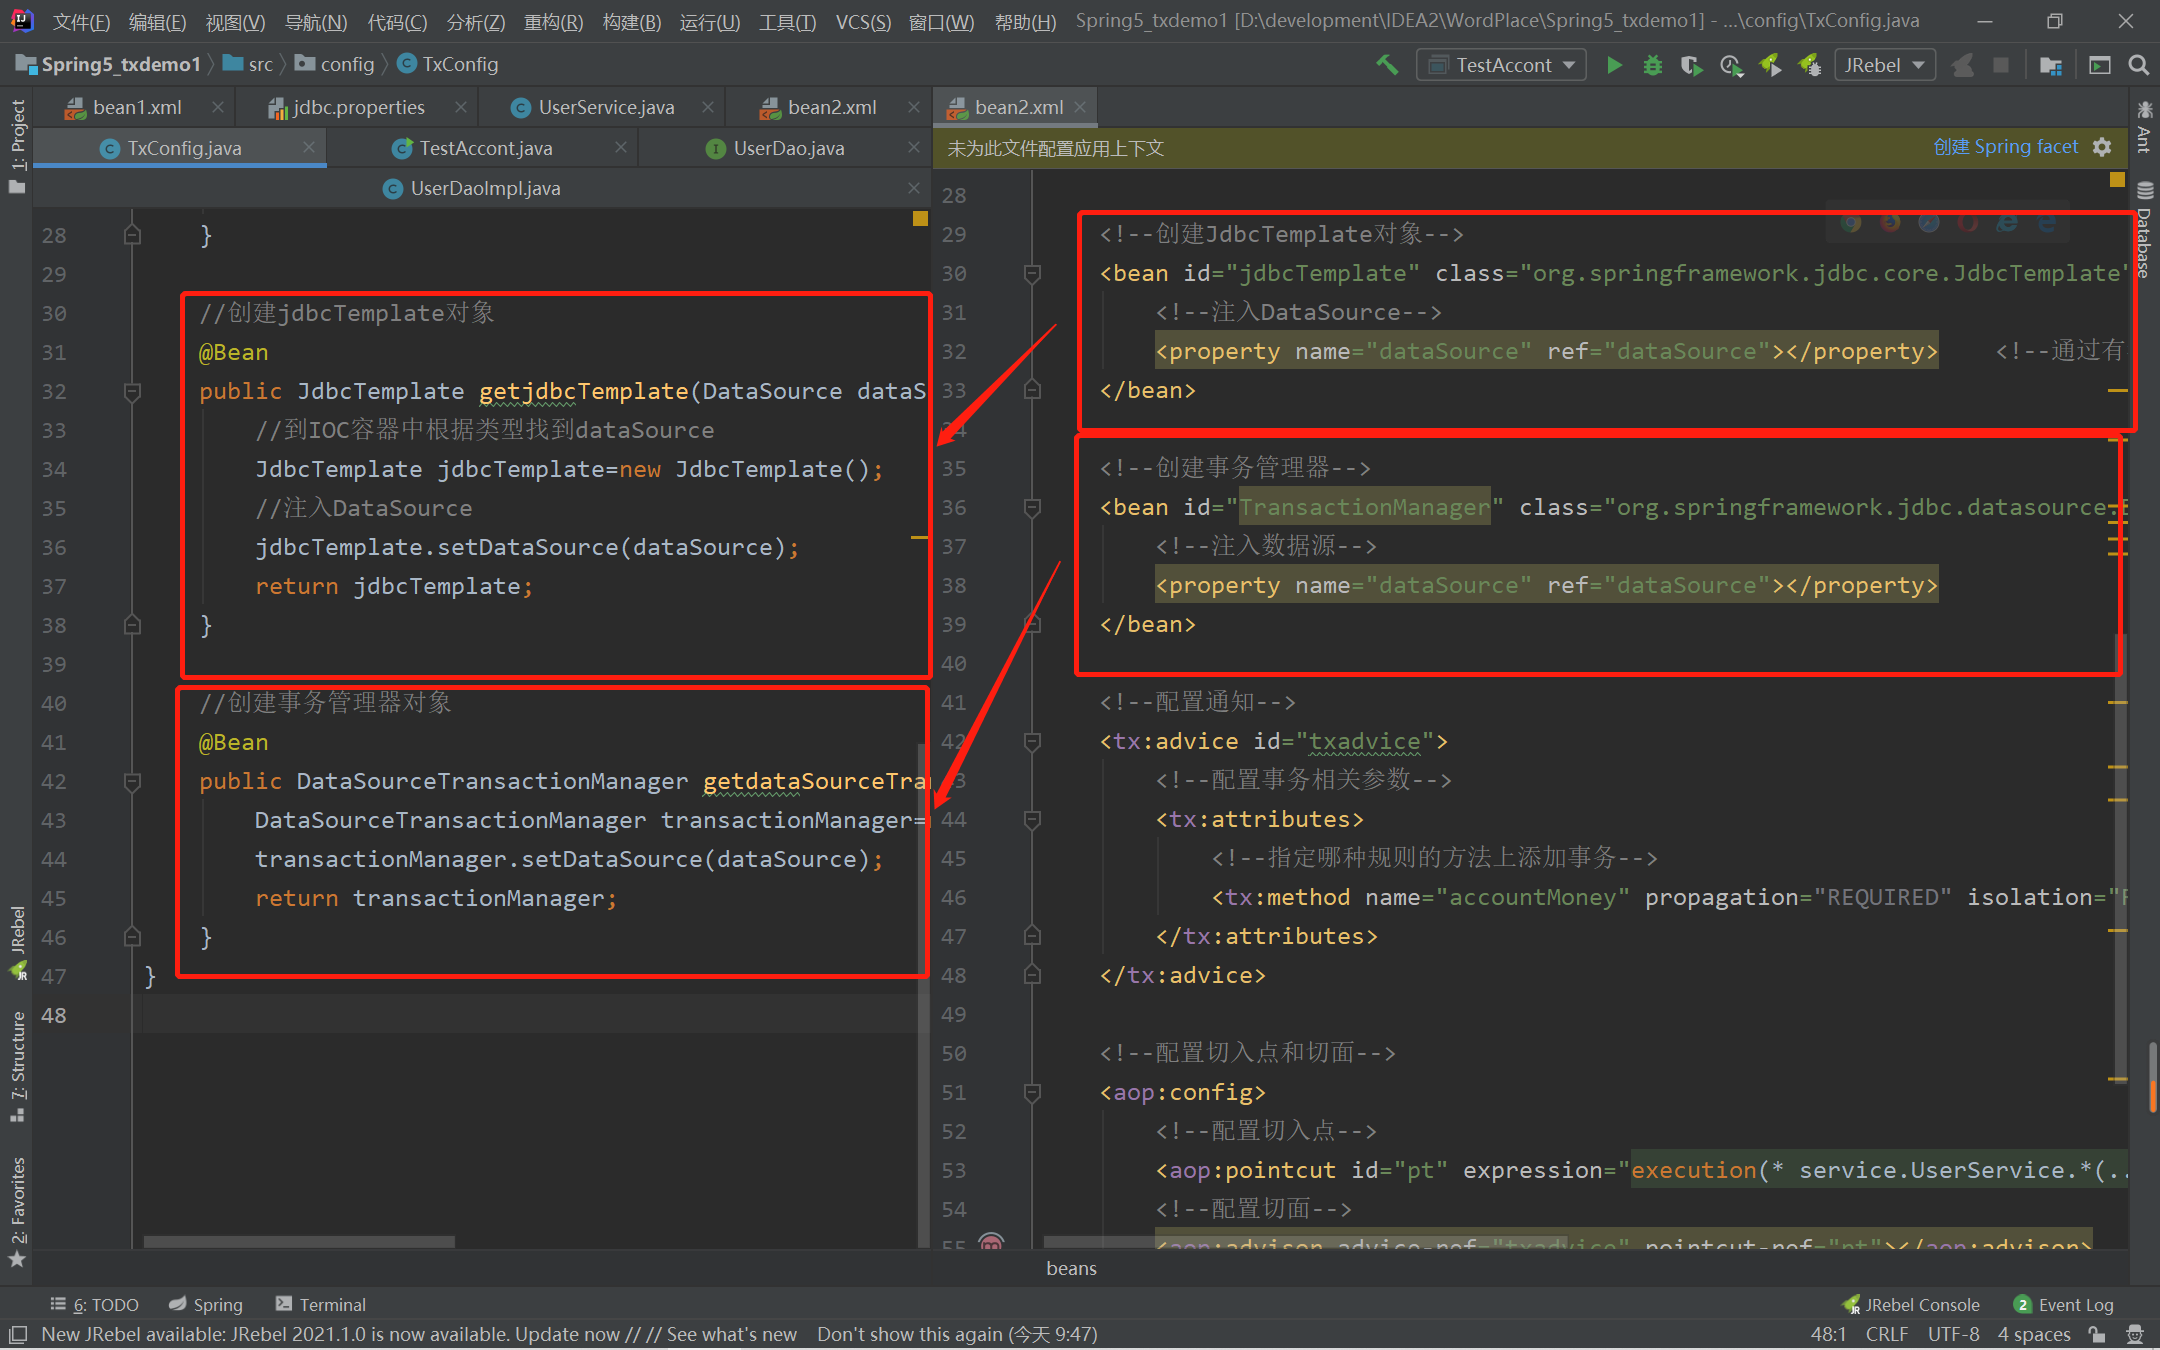 文件(F) 编辑(E) 视图(V) 导航(N) 代码(C) 分析(Z) 重构(R) 构建(B) 运行(U) 工具(T) VCS(S) 窗口(W) 帮助(H) Spring5_txdemo1 [D:\development\IDEA2\WordPlace\Spring5_txdemo1] - ...\config\TxConfig.java
Spring5_txdemo1 src config TxConfig TestAccont JRebel
bean1.xml jdbc.properties UserService.java bean2.xml
TxConfig.java TestAccont.java UserDao.java
UserDaoImpl.java
28 }
29
30 //创建jdbcTemplate对象
31 @Bean
32 public JdbcTemplate getjdbcTemplate(DataSource dataS
33 //到IOC容器中根据类型找到dataSource
34 JdbcTemplate jdbcTemplate=new JdbcTemplate();
35 //注入DataSource
36 jdbcTemplate.setDataSource(dataSource);
37 return jdbcTemplate;
38 }
39
40 //创建事务管理器对象
41 @Bean
42 public DataSourceTransactionManager getdataSourceTra
43 DataSourceTransactionManager transactionManager=
44 transactionManager.setDataSource(dataSource);
45 return transactionManager;
46 }
47 }
48
bean2.xml
未为此文件配置应用上下文 创建 Spring facet
28
29 <!--创建JdbcTemplate对象-->
30 <bean id="jdbcTemplate" class="org.springframework.jdbc.core.JdbcTemplate"
31 <!--注入DataSource-->
32 <property name="dataSource" ref="dataSource"></property> <!--通过有
33 </bean>
34
35 <!--创建事务管理器-->
36 <bean id="TransactionManager" class="org.springframework.jdbc.datasource.
37 <!--注入数据源-->
38 <property name="dataSource" ref="dataSource"></property>
39 </bean>
40
41 <!--配置通知-->
42 <tx:advice id="txadvice">
43 <!--配置事务相关参数-->
44 <tx:attributes>
45 <!--指定哪种规则的方法上添加事务-->
46 <tx:method name="accountMoney" propagation="REQUIRED" isolation="
47 </tx:attributes>
48 </tx:advice>
49
50 <!--配置切入点和切面-->
51 <aop:config>
52 <!--配置切入点-->
53 <aop:pointcut id="pt" expression="execution(* service.UserService.*(..
54 <!--配置切面-->
55 <aop:advisor advice-ref="txadvice" pointcut-ref="pt"></aop:advisor>
beans
1: Project
JRebel
7: Structure
2: Favorites
Ant
Database
6: TODO Spring Terminal JRebel Console 2 Event Log
New JRebel available: JRebel 2021.1.0 is now available. Update now // // See what's new Don't show this again (今天 9:47) 48:1 CRLF UTF-8 4 spaces